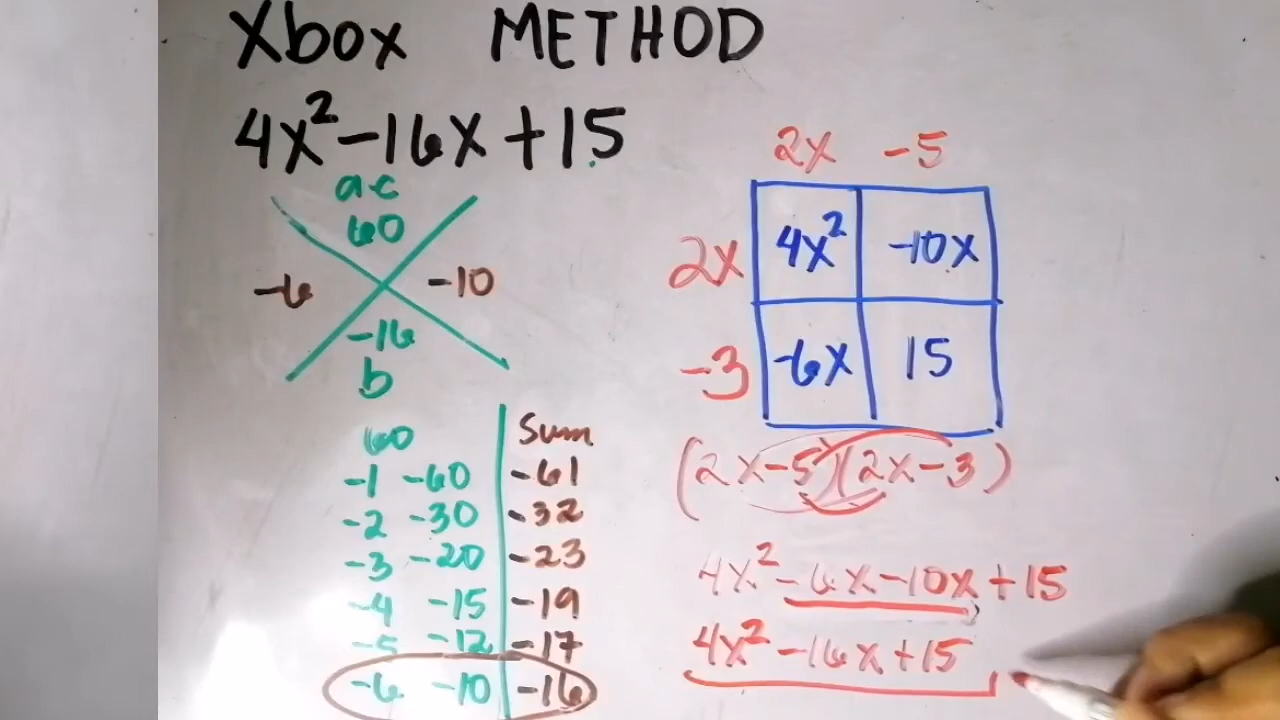 Xbox METHOD
4x²-16x+15
a·c
60
-6 -10
-16
b
60 Sum
-1 -60 -61
-2 -30 -32
-3 -20 -23
-4 -15 -19
-5 -12 -17
-6 -10 -16
2x -5
2x 4x² -10x
-3 -6x 15
(2x-5)(2x-3)
4x²-6x-10x+15
4x²-16x+15